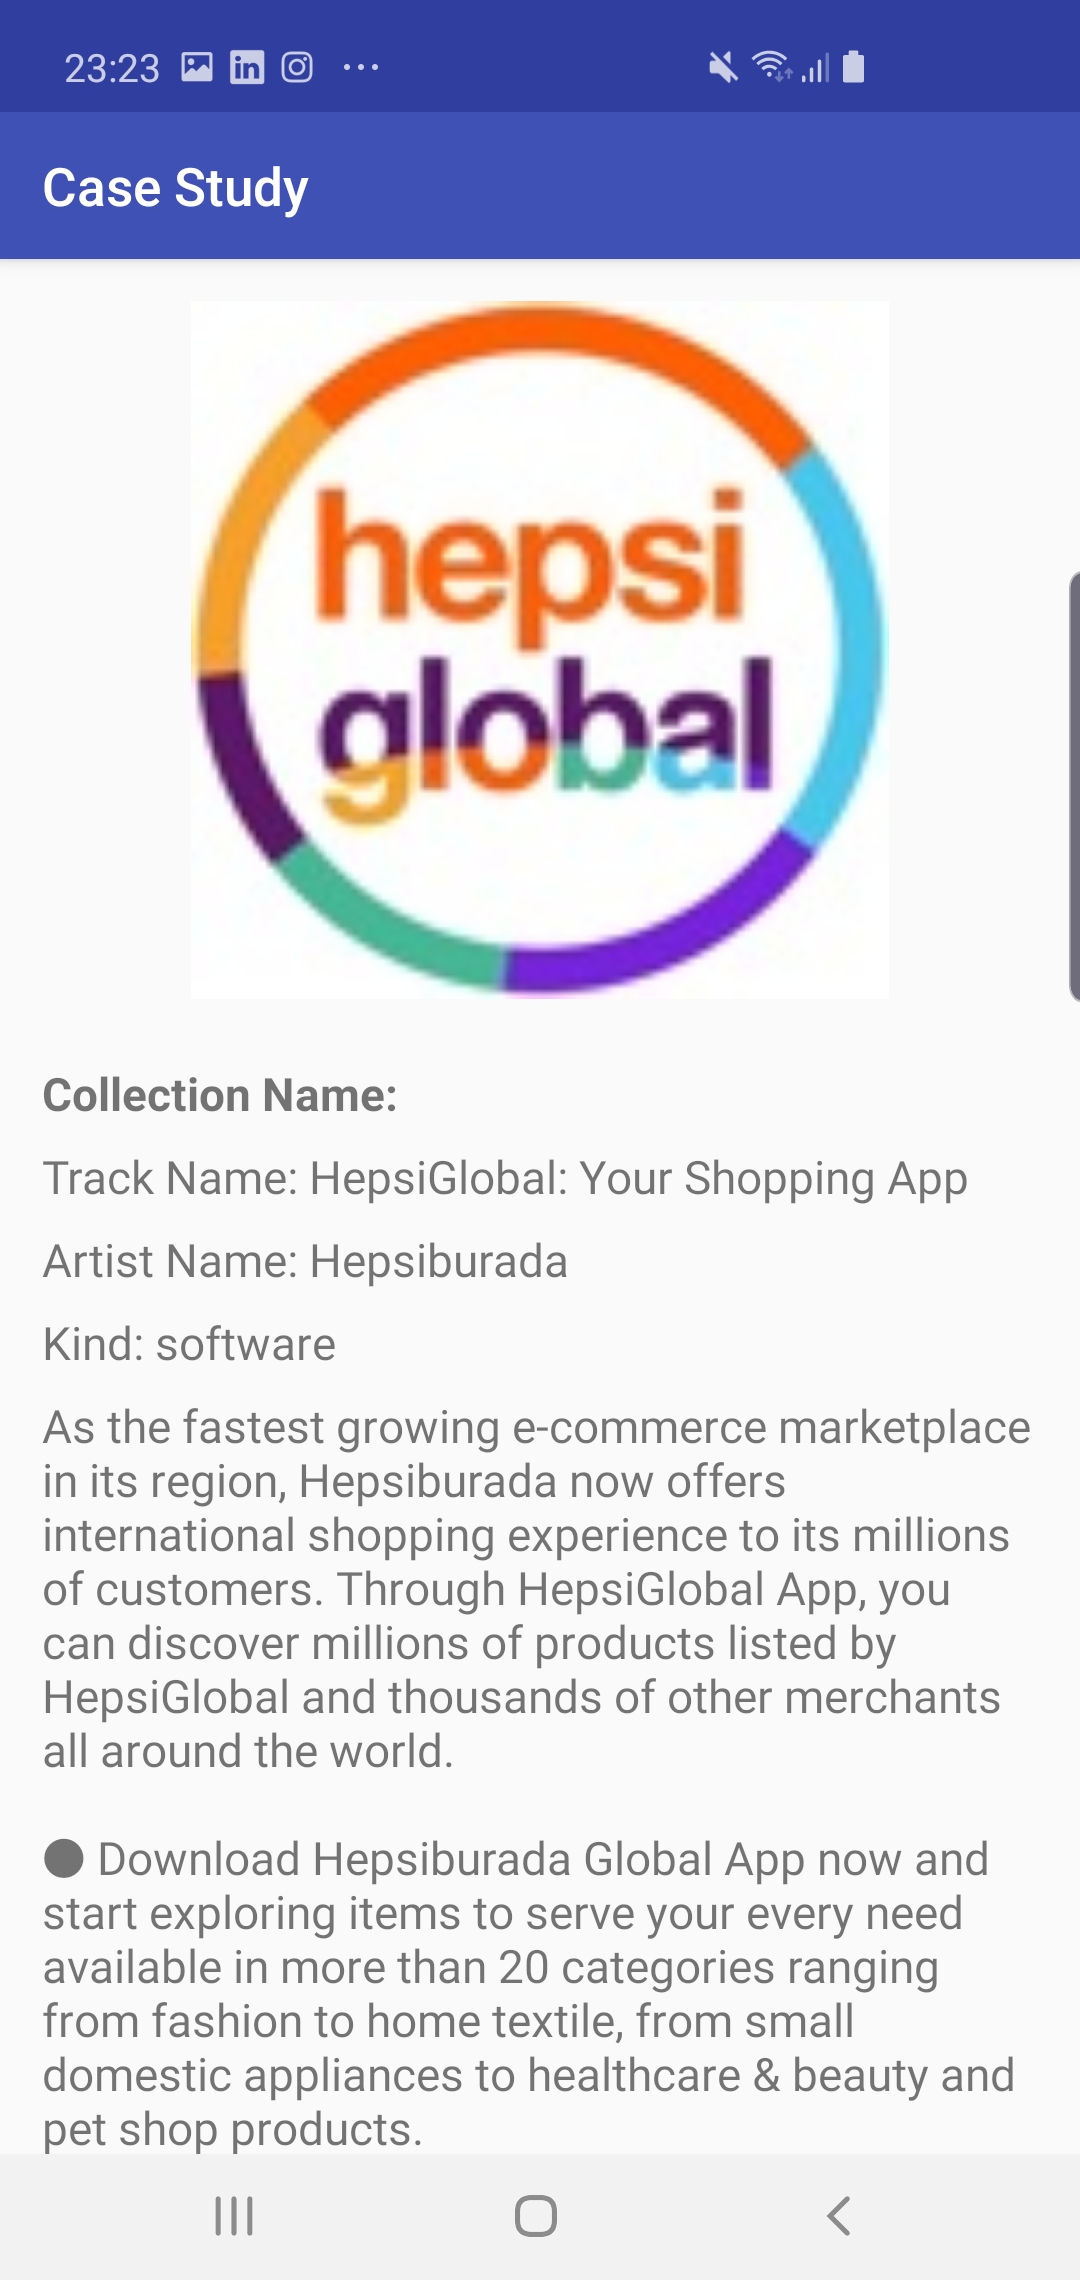 23:23
Case Study
hepsi
global
Collection Name:
Track Name: HepsiGlobal: Your Shopping App
Artist Name: Hepsiburada
Kind: software
As the fastest growing e-commerce marketplace
in its region, Hepsiburada now offers
international shopping experience to its millions
of customers. Through HepsiGlobal App, you
can discover millions of products listed by
HepsiGlobal and thousands of other merchants
all around the world.
● Download Hepsiburada Global App now and
start exploring items to serve your every need
available in more than 20 categories ranging
from fashion to home textile, from small
domestic appliances to healthcare & beauty and
pet shop products.